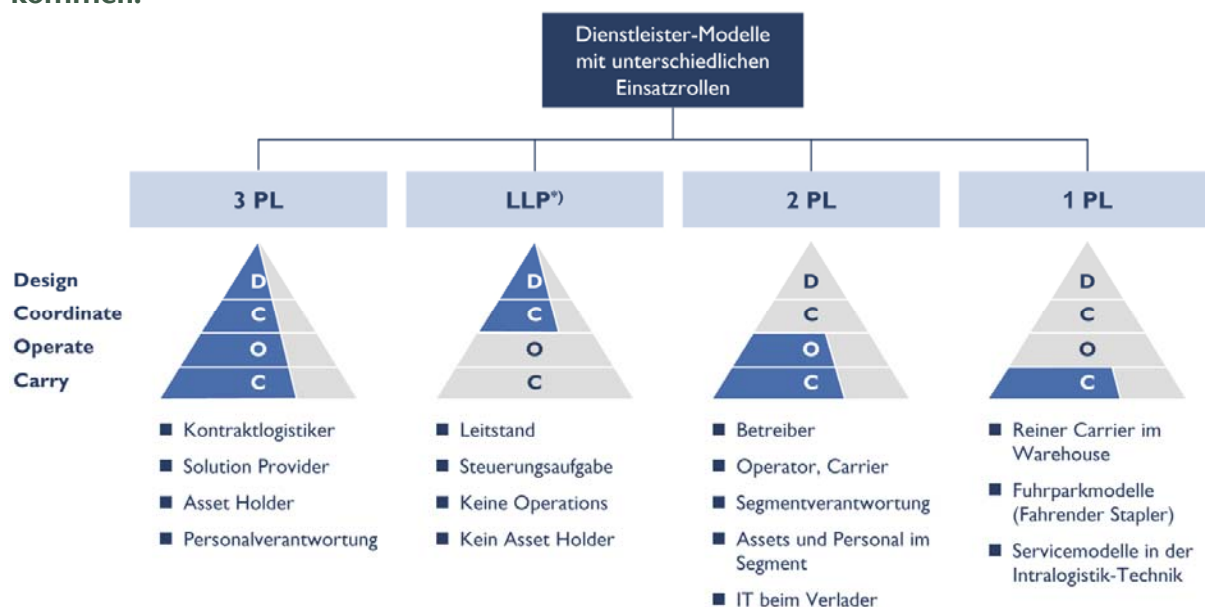 kommen.
Dienstleister-Modelle
mit unterschiedlichen
Einsatzrollen
3 PL
LLP*)
2 PL
1 PL
Design
Coordinate
Operate
Carry
D
C
O
C
D
C
O
C
D
C
O
C
D
C
O
C
■ Kontraktlogistiker
■ Solution Provider
■ Asset Holder
■ Personalverantwortung
■ Leitstand
■ Steuerungsaufgabe
■ Keine Operations
■ Kein Asset Holder
■ Betreiber
■ Operator, Carrier
■ Segmentverantwortung
■ Assets und Personal im
Segment
■ IT beim Verlader
■ Reiner Carrier im
Warehouse
■ Fuhrparkmodelle
(Fahrender Stapler)
■ Servicemodelle in der
Intralogistik-Technik